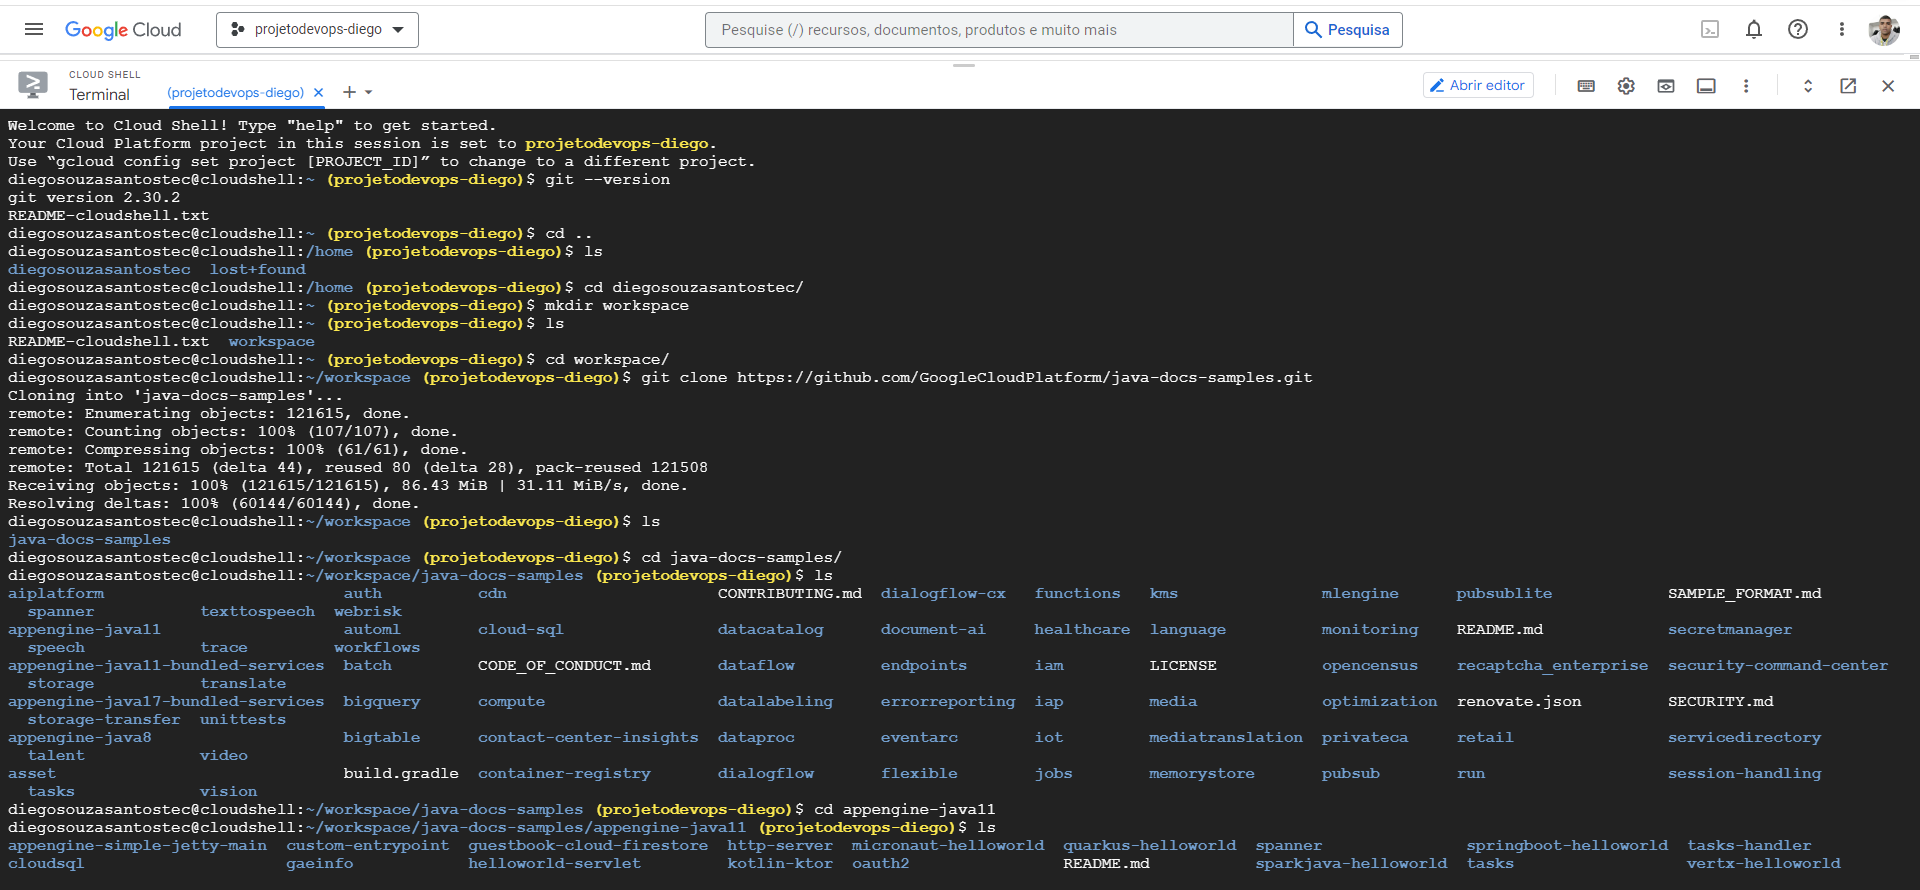 Google Cloud projetodevops-diego Pesquise (/) recursos, documentos, produtos e muito mais Pesquisa
CLOUD SHELL
Terminal (projetodevops-diego) Abrir editor
Welcome to Cloud Shell! Type "help" to get started.
Your Cloud Platform project in this session is set to projetodevops-diego.
Use “gcloud config set project [PROJECT_ID]” to change to a different project.
diegosouzasantostec@cloudshell:~ (projetodevops-diego)$ git --version
git version 2.30.2
README-cloudshell.txt
diegosouzasantostec@cloudshell:~ (projetodevops-diego)$ cd ..
diegosouzasantostec@cloudshell:/home (projetodevops-diego)$ ls
diegosouzasantostec  lost+found
diegosouzasantostec@cloudshell:/home (projetodevops-diego)$ cd diegosouzasantostec/
diegosouzasantostec@cloudshell:~ (projetodevops-diego)$ mkdir workspace
diegosouzasantostec@cloudshell:~ (projetodevops-diego)$ ls
README-cloudshell.txt  workspace
diegosouzasantostec@cloudshell:~ (projetodevops-diego)$ cd workspace/
diegosouzasantostec@cloudshell:~/workspace (projetodevops-diego)$ git clone https://github.com/GoogleCloudPlatform/java-docs-samples.git
Cloning into 'java-docs-samples'...
remote: Enumerating objects: 121615, done.
remote: Counting objects: 100% (107/107), done.
remote: Compressing objects: 100% (61/61), done.
remote: Total 121615 (delta 44), reused 80 (delta 28), pack-reused 121508
Receiving objects: 100% (121615/121615), 86.43 MiB | 31.11 MiB/s, done.
Resolving deltas: 100% (60144/60144), done.
diegosouzasantostec@cloudshell:~/workspace (projetodevops-diego)$ ls
java-docs-samples
diegosouzasantostec@cloudshell:~/workspace (projetodevops-diego)$ cd java-docs-samples/
diegosouzasantostec@cloudshell:~/workspace/java-docs-samples (projetodevops-diego)$ ls
aiplatform auth cdn CONTRIBUTING.md dialogflow-cx functions kms mlengine pubsublite SAMPLE_FORMAT.md
spanner texttospeech webrisk
appengine-java11 automl cloud-sql datacatalog document-ai healthcare language monitoring README.md secretmanager
speech trace workflows
appengine-java11-bundled-services batch CODE_OF_CONDUCT.md dataflow endpoints iam LICENSE opencensus recaptcha_enterprise security-command-center
storage translate
appengine-java17-bundled-services bigquery compute datalabeling errorreporting iap media optimization renovate.json SECURITY.md
storage-transfer unittests
appengine-java8 bigtable contact-center-insights dataproc eventarc iot mediatranslation privateca retail servicedirectory
talent video
asset build.gradle container-registry dialogflow flexible jobs memorystore pubsub run session-handling
tasks vision
diegosouzasantostec@cloudshell:~/workspace/java-docs-samples (projetodevops-diego)$ cd appengine-java11
diegosouzasantostec@cloudshell:~/workspace/java-docs-samples/appengine-java11 (projetodevops-diego)$ ls
appengine-simple-jetty-main custom-entrypoint guestbook-cloud-firestore http-server micronaut-helloworld quarkus-helloworld spanner springboot-helloworld tasks-handler
cloudsql gaeinfo helloworld-servlet kotlin-ktor oauth2 README.md sparkjava-helloworld tasks vertx-helloworld